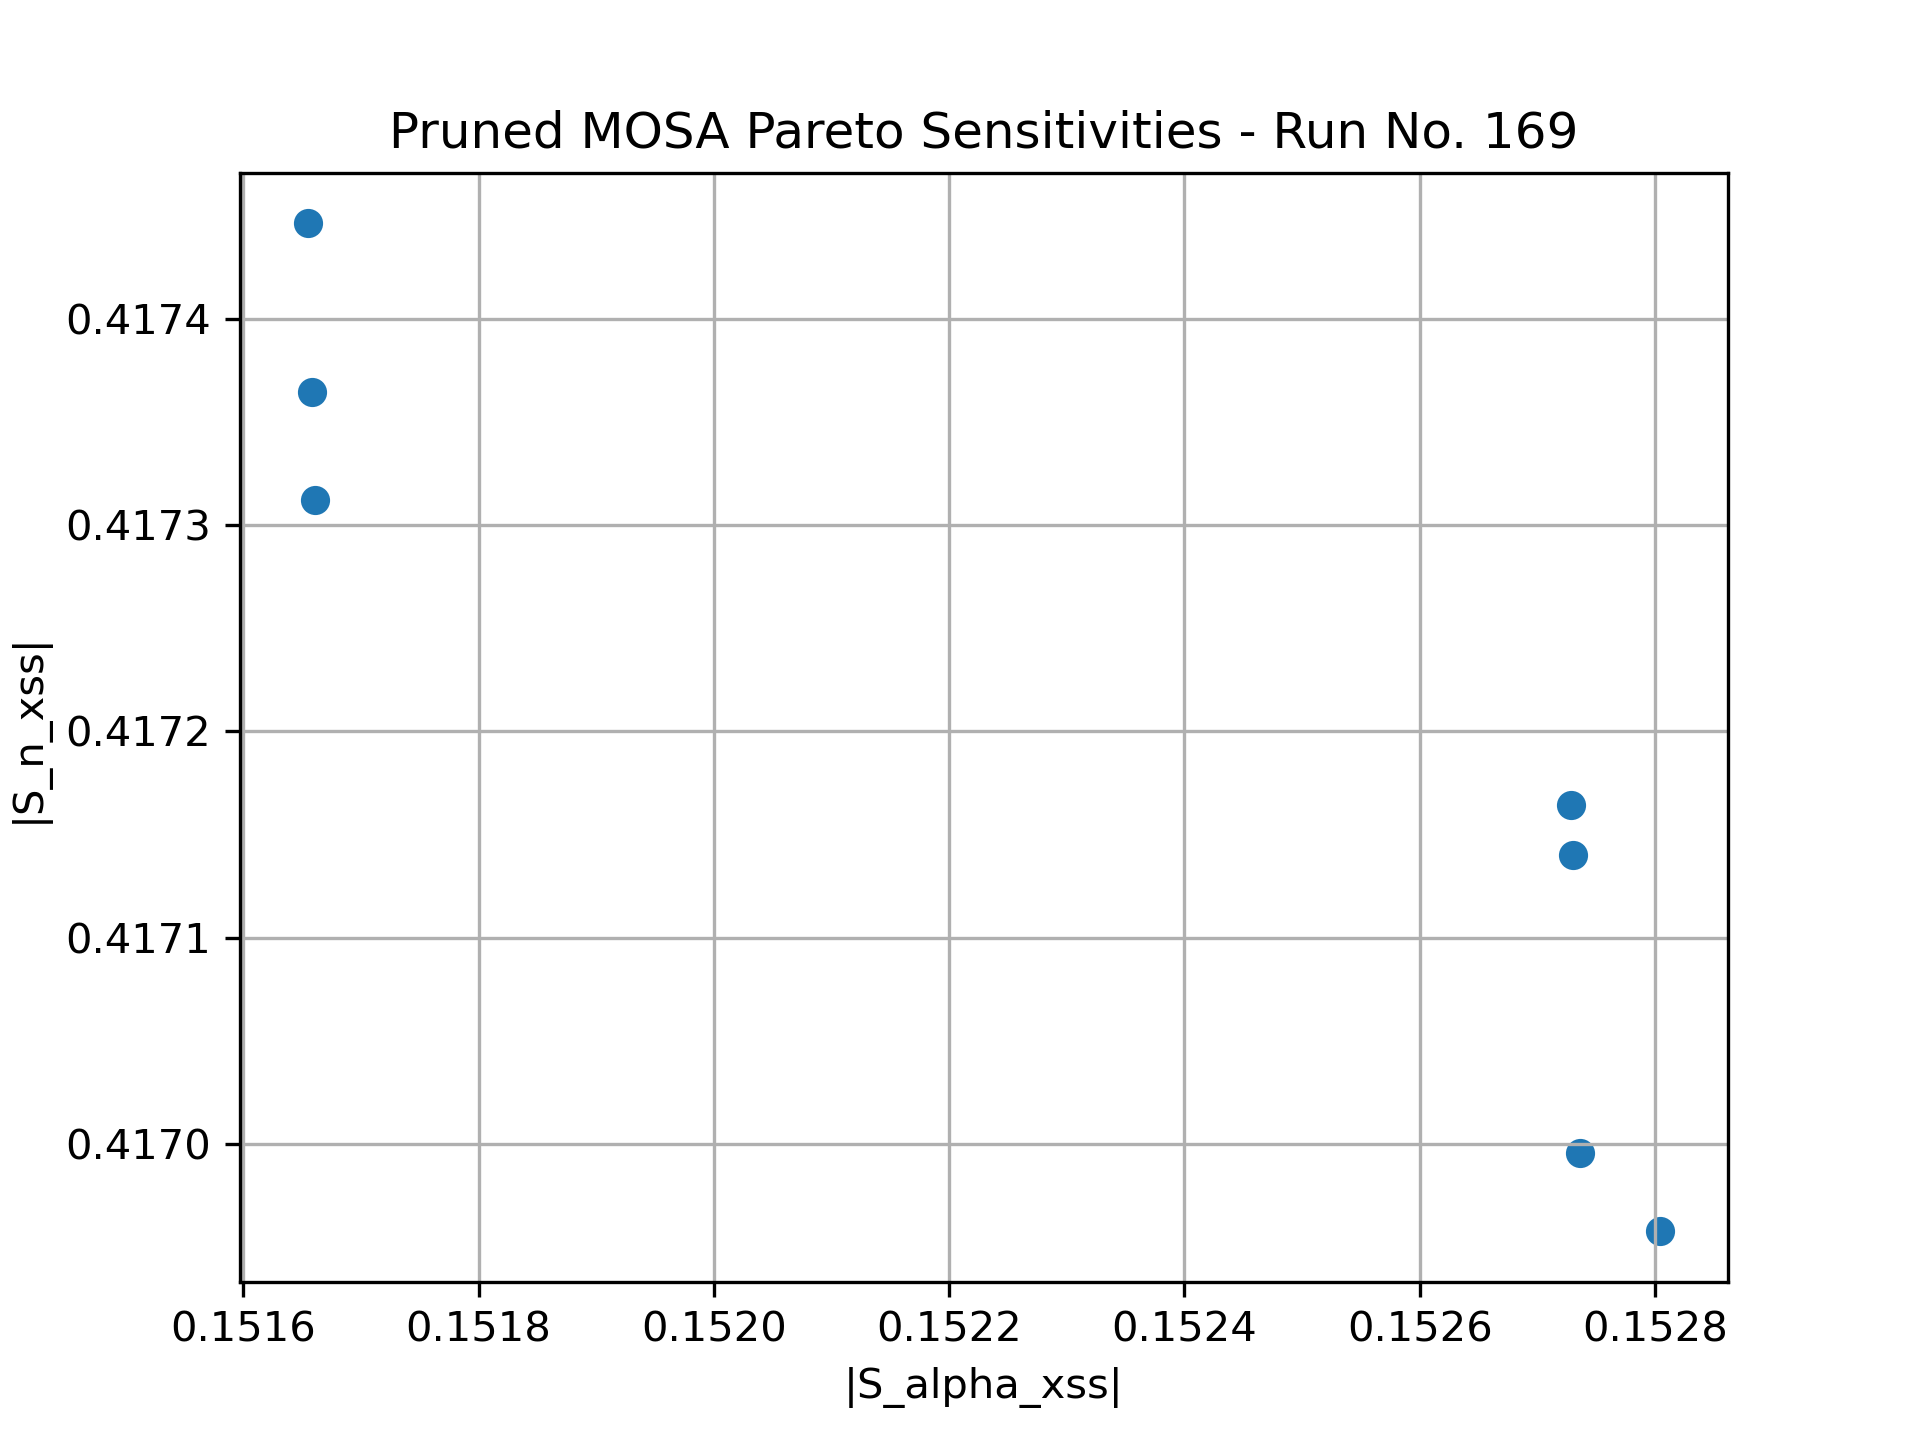 Pruned MOSA Pareto Sensitivities - Run No. 169
|S_n_xss|
0.4174
0.4173
0.4172
0.4171
0.4170
0.1516 0.1518 0.1520 0.1522 0.1524 0.1526 0.1528
|S_alpha_xss|